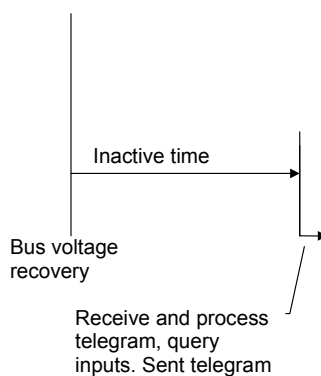 Inactive time
Bus voltage
recovery
Receive and process
telegram, query
inputs. Sent telegram